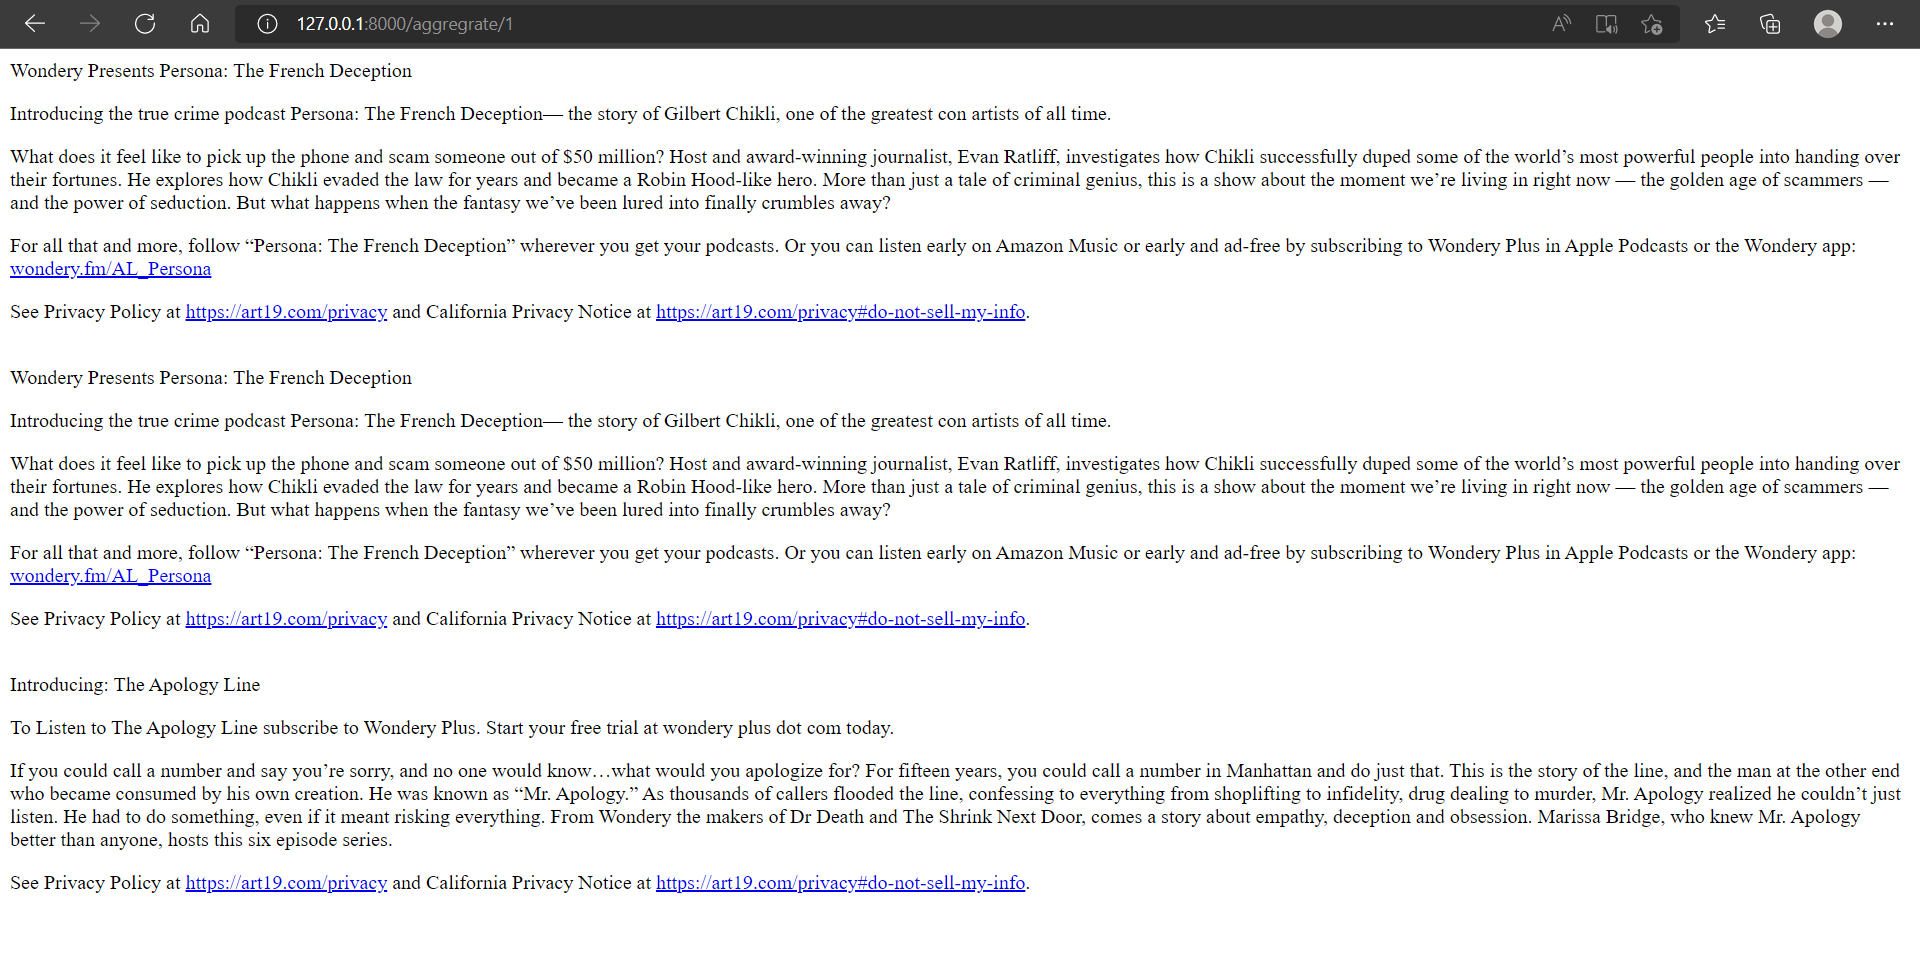 127.0.0.1:8000/aggregrate/1
Wondery Presents Persona: The French Deception
Introducing the true crime podcast Persona: The French Deception— the story of Gilbert Chikli, one of the greatest con artists of all time.
What does it feel like to pick up the phone and scam someone out of $50 million? Host and award-winning journalist, Evan Ratliff, investigates how Chikli successfully duped some of the world’s most powerful people into handing over
their fortunes. He explores how Chikli evaded the law for years and became a Robin Hood-like hero. More than just a tale of criminal genius, this is a show about the moment we’re living in right now — the golden age of scammers —
and the power of seduction. But what happens when the fantasy we’ve been lured into finally crumbles away?
For all that and more, follow “Persona: The French Deception” wherever you get your podcasts. Or you can listen early on Amazon Music or early and ad-free by subscribing to Wondery Plus in Apple Podcasts or the Wondery app:
wondery.fm/AL_Persona
See Privacy Policy at https://art19.com/privacy and California Privacy Notice at https://art19.com/privacy#do-not-sell-my-info.
Wondery Presents Persona: The French Deception
Introducing the true crime podcast Persona: The French Deception— the story of Gilbert Chikli, one of the greatest con artists of all time.
What does it feel like to pick up the phone and scam someone out of $50 million? Host and award-winning journalist, Evan Ratliff, investigates how Chikli successfully duped some of the world’s most powerful people into handing over
their fortunes. He explores how Chikli evaded the law for years and became a Robin Hood-like hero. More than just a tale of criminal genius, this is a show about the moment we’re living in right now — the golden age of scammers —
and the power of seduction. But what happens when the fantasy we’ve been lured into finally crumbles away?
For all that and more, follow “Persona: The French Deception” wherever you get your podcasts. Or you can listen early on Amazon Music or early and ad-free by subscribing to Wondery Plus in Apple Podcasts or the Wondery app:
wondery.fm/AL_Persona
See Privacy Policy at https://art19.com/privacy and California Privacy Notice at https://art19.com/privacy#do-not-sell-my-info.
Introducing: The Apology Line
To Listen to The Apology Line subscribe to Wondery Plus. Start your free trial at wondery plus dot com today.
If you could call a number and say you’re sorry, and no one would know…what would you apologize for? For fifteen years, you could call a number in Manhattan and do just that. This is the story of the line, and the man at the other end
who became consumed by his own creation. He was known as “Mr. Apology.” As thousands of callers flooded the line, confessing to everything from shoplifting to infidelity, drug dealing to murder, Mr. Apology realized he couldn’t just
listen. He had to do something, even if it meant risking everything. From Wondery the makers of Dr Death and The Shrink Next Door, comes a story about empathy, deception and obsession. Marissa Bridge, who knew Mr. Apology
better than anyone, hosts this six episode series.
See Privacy Policy at https://art19.com/privacy and California Privacy Notice at https://art19.com/privacy#do-not-sell-my-info.